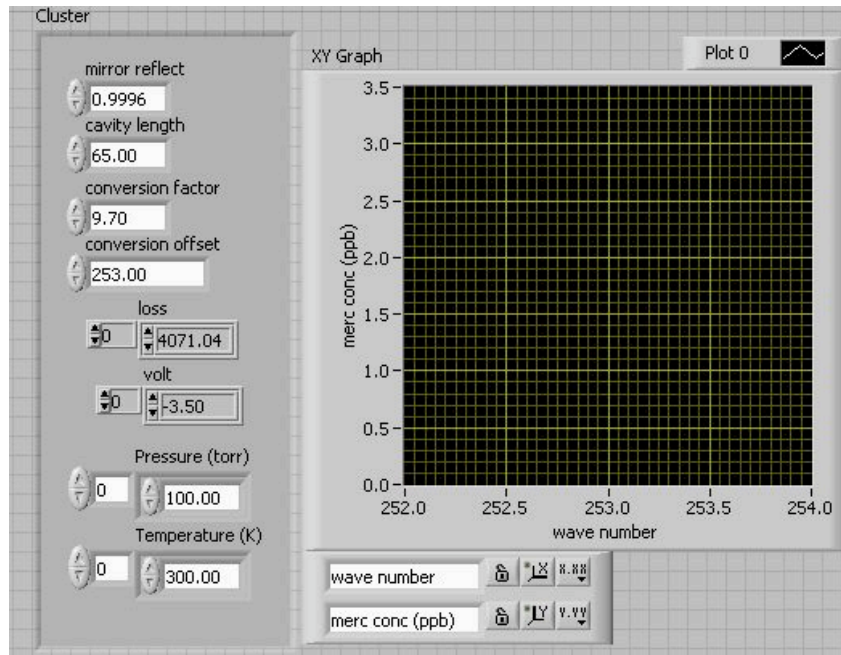 Cluster
mirror reflect
0.9996
cavity length
65.00
conversion factor
9.70
conversion offset
253.00
loss
0 4071.04
volt
0 -3.50
Pressure (torr)
0 100.00
Temperature (K)
0 300.00
XY Graph
Plot 0
3.5
3.0
2.5
2.0
1.5
1.0
0.5
0.0
merc conc (ppb)
252.0 252.5 253.0 253.5 254.0
wave number
wave number X X.XX
merc conc (ppb) Y Y.YY